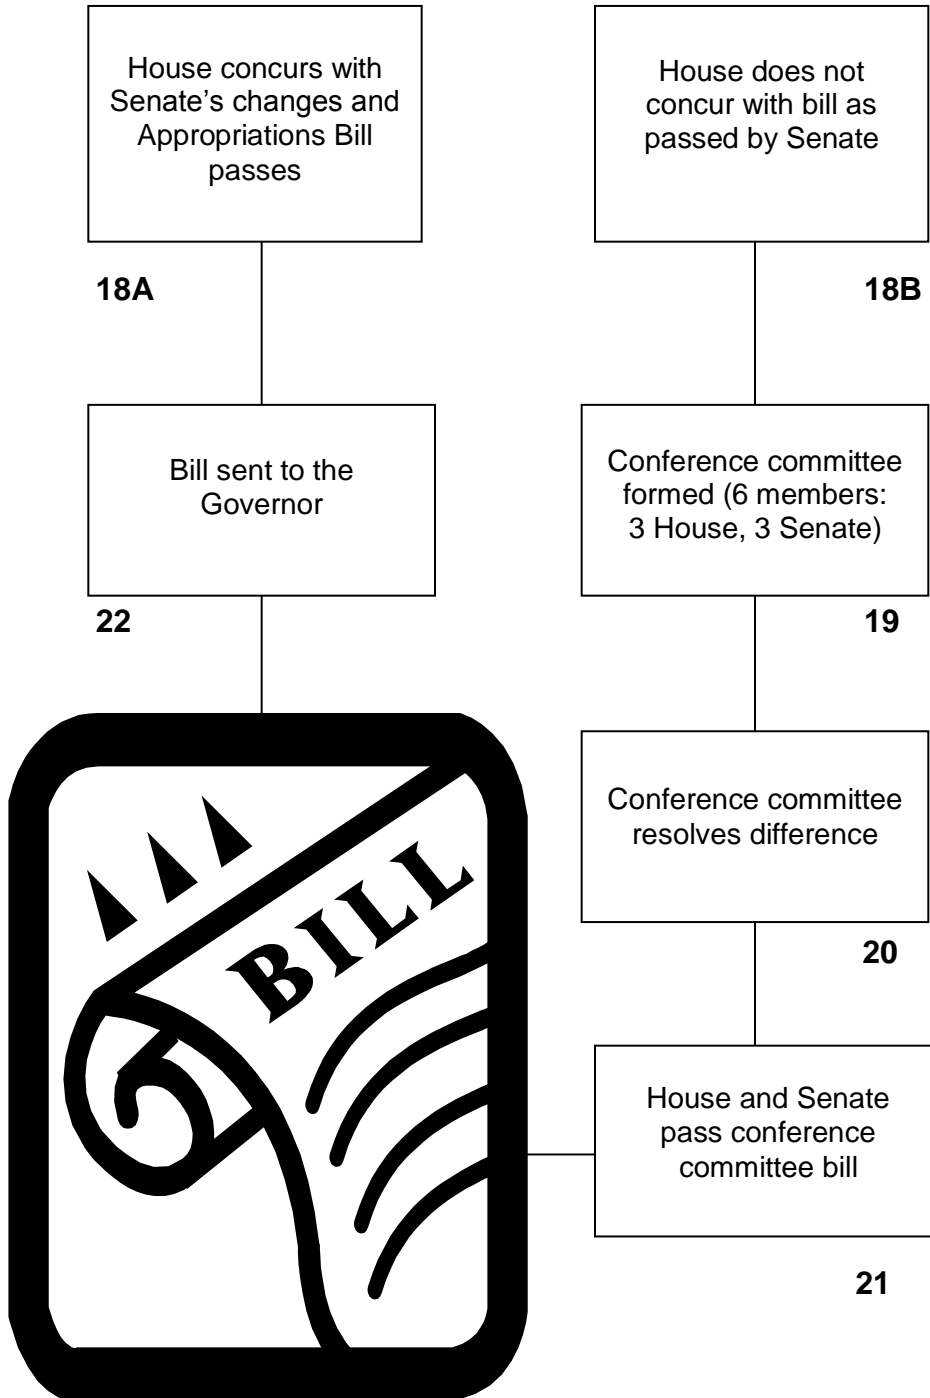 House concurs with
Senate's changes and
Appropriations Bill
passes
18A
House does not
concur with bill as
passed by Senate
18B
Bill sent to the
Governor
22
Conference committee
formed (6 members:
3 House, 3 Senate)
19
Conference committee
resolves difference
20
BILL
House and Senate
pass conference
committee bill
21